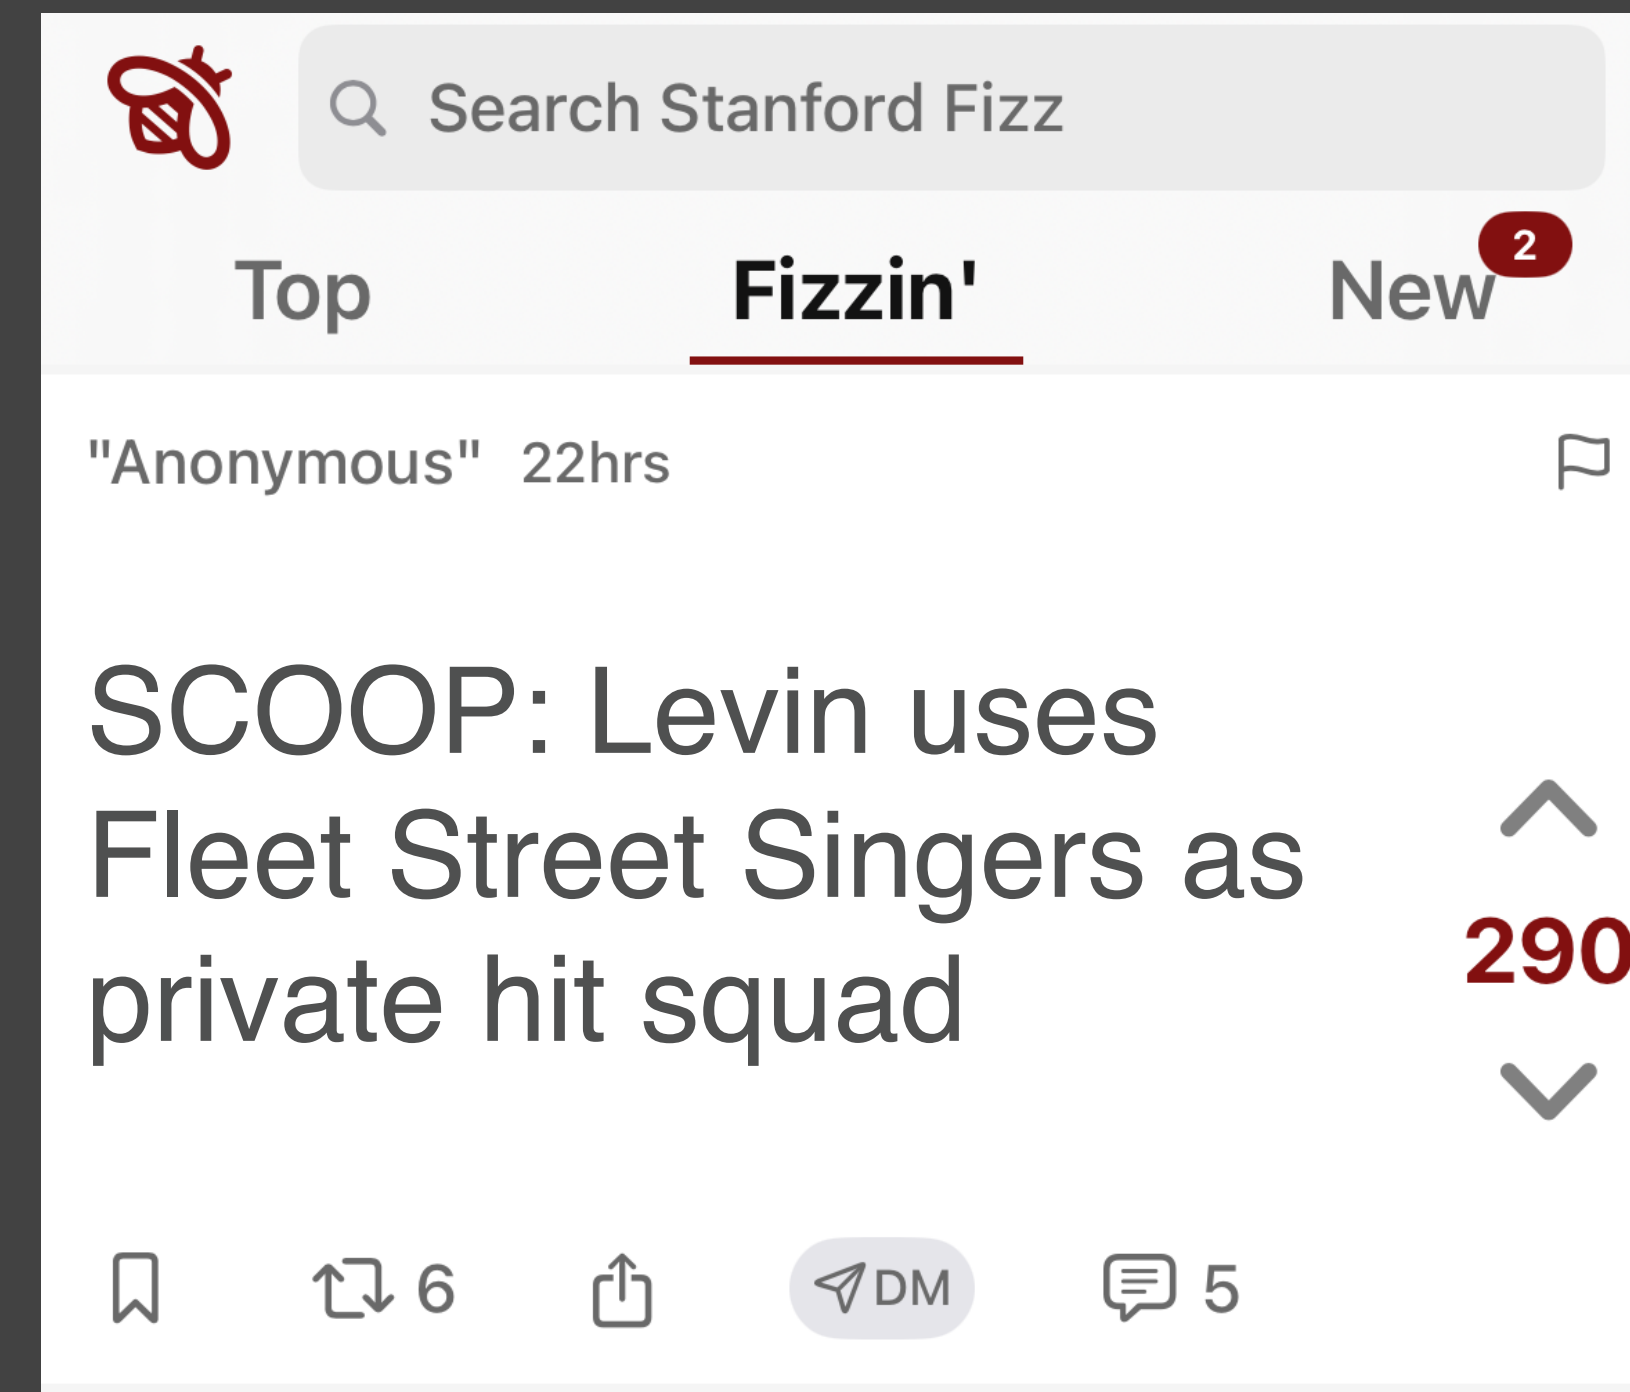 Search Stanford Fizz
Top Fizzin' New 2
"Anonymous" 22hrs
SCOOP: Levin uses
Fleet Street Singers as
private hit squad
290
6 DM 5